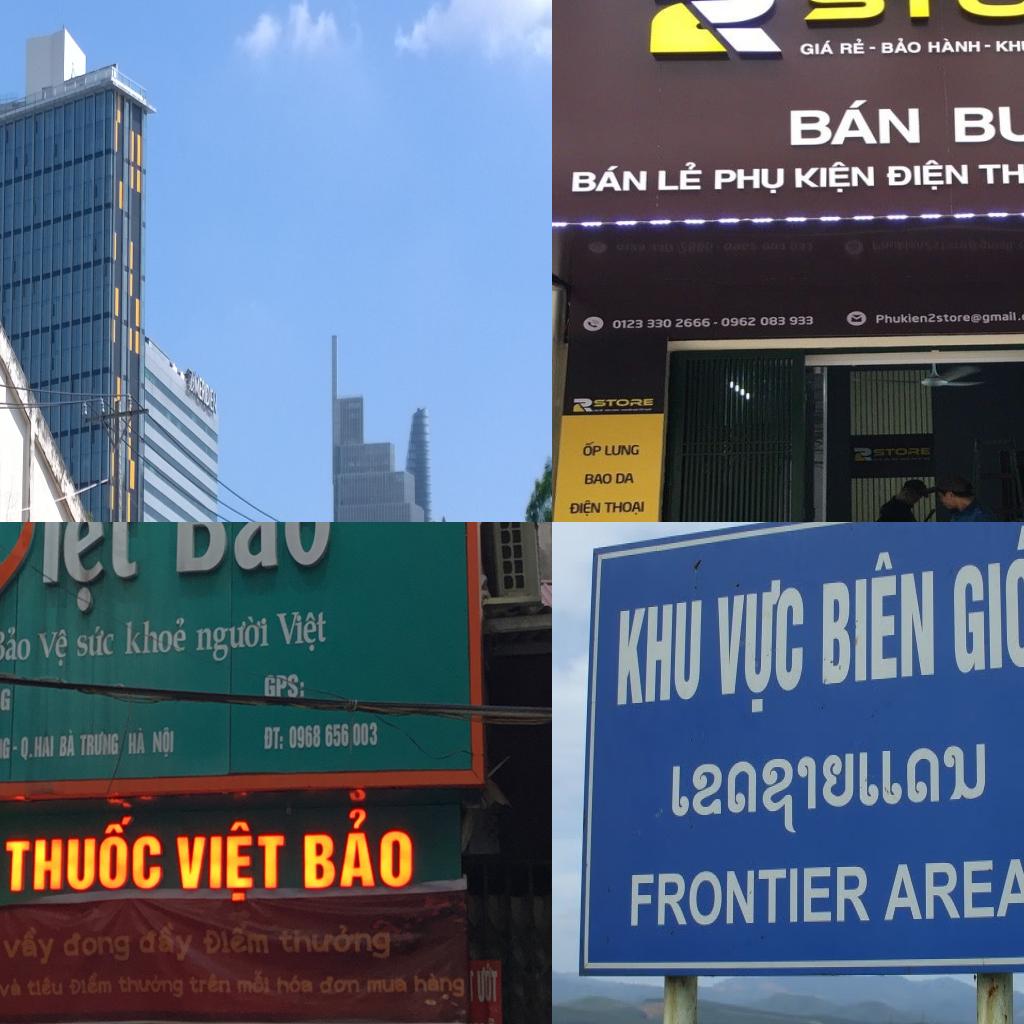 STO
GIÁ RẺ - BẢO HÀNH - KH
BÁN BU
BÁN LẺ PHỤ KIỆN ĐIỆN TH
0123 330 2666 - 0962 083 933
Phukien2store@gmail.
STORE
ỐP LƯNG
BAO DA
ĐIỆN THOẠI
STORE
iệt Bảo
Bảo Vệ sức khoẻ người Việt
GPS:
G - Q.HAI BÀ TRƯNG HÀ NỘI
ĐT: 0968 656 003
THUỐC VIỆT BẢO
vẩy đong đầy Điểm thưởng
và tiêu Điểm thưởng trên mỗi hóa đơn mua hàng
KHU VỰC BIÊN GIỚ
ເຂດຊາຍແດນ
FRONTIER AREA